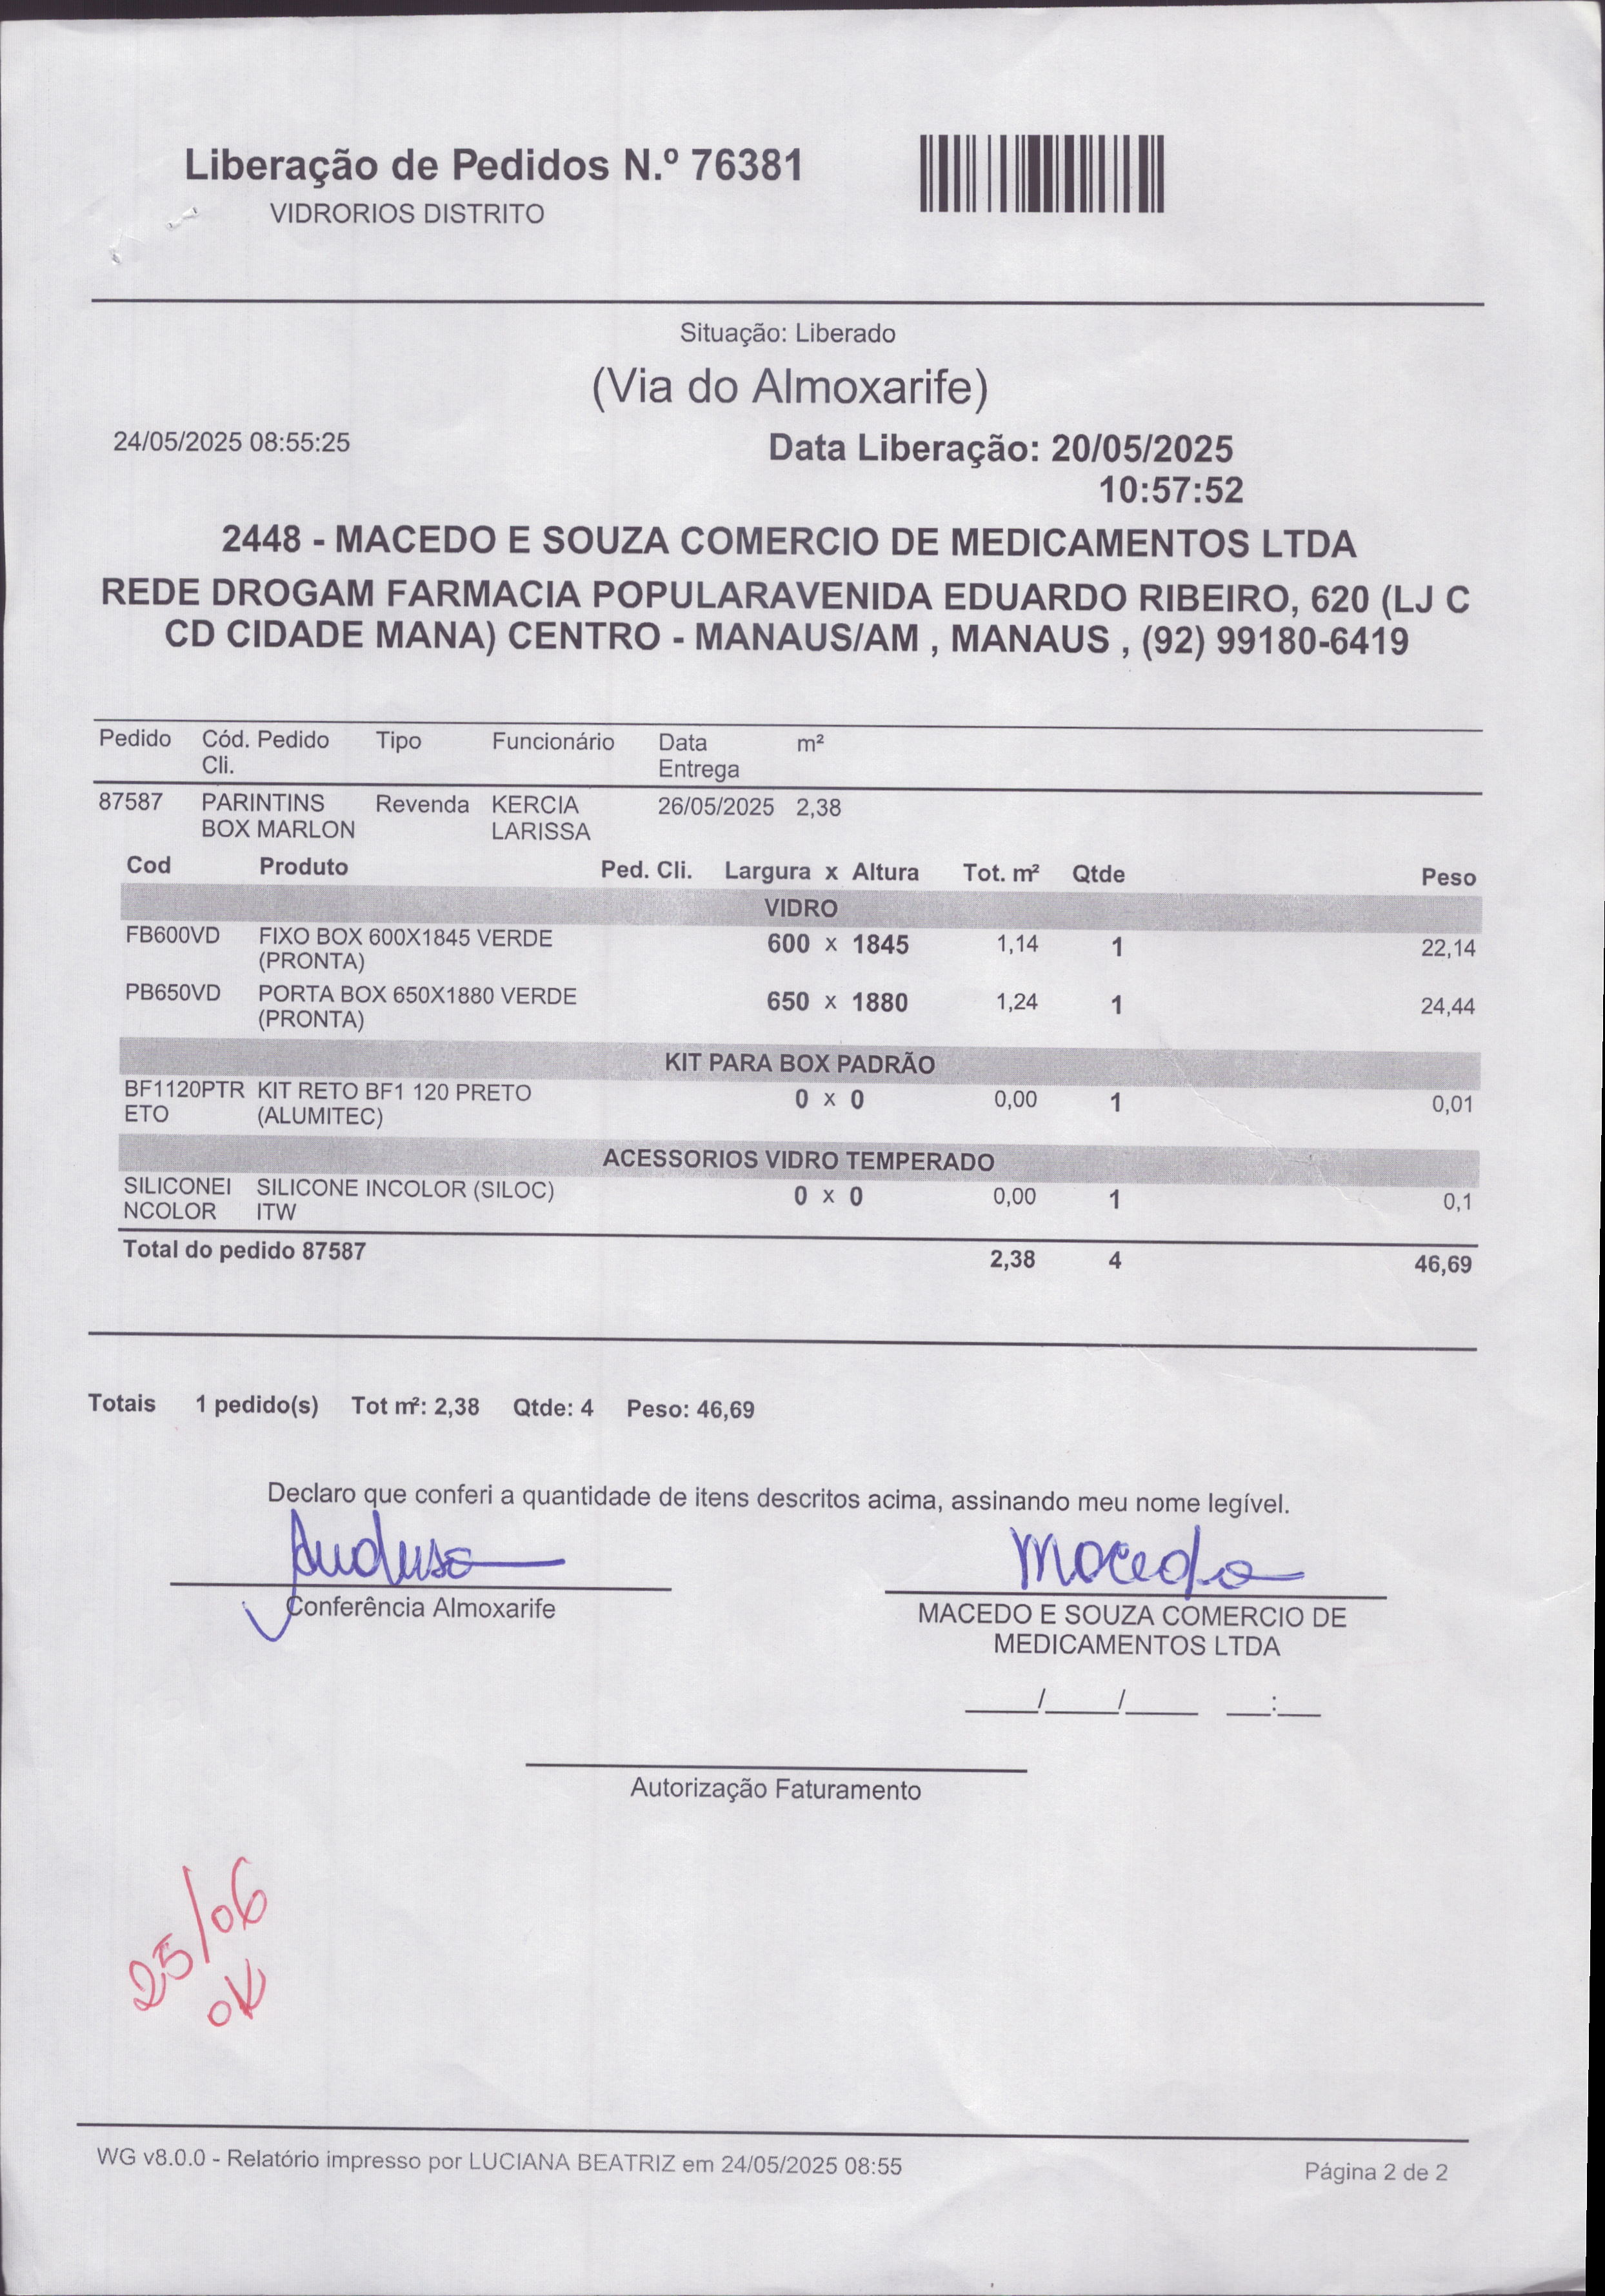 Liberação de Pedidos N.º 76381
VIDRORIOS DISTRITO
Situação: Liberado
(Via do Almoxarife)
24/05/2025 08:55:25
Data Liberação: 20/05/2025
10:57:52
2448 - MACEDO E SOUZA COMERCIO DE MEDICAMENTOS LTDA
REDE DROGAM FARMACIA POPULARAVENIDA EDUARDO RIBEIRO, 620 (LJ C
CD CIDADE MANA) CENTRO - MANAUS/AM , MANAUS , (92) 99180-6419
Pedido Cód. Pedido Tipo Funcionário Data m²
Cli. Entrega
87587 PARINTINS Revenda KERCIA 26/05/2025 2,38
BOX MARLON LARISSA
Cod Produto Ped. Cli. Largura x Altura Tot. m² Qtde Peso
VIDRO
FB600VD FIXO BOX 600X1845 VERDE 600 x 1845 1,14 1 22,14
(PRONTA)
PB650VD PORTA BOX 650X1880 VERDE 650 x 1880 1,24 1 24,44
(PRONTA)
KIT PARA BOX PADRÃO
BF1120PTR KIT RETO BF1 120 PRETO 0 x 0 0,00 1 0,01
ETO (ALUMITEC)
ACESSORIOS VIDRO TEMPERADO
SILICONEI SILICONE INCOLOR (SILOC) 0 x 0 0,00 1 0,1
NCOLOR ITW
Total do pedido 87587 2,38 4 46,69
Totais 1 pedido(s) Tot m²: 2,38 Qtde: 4 Peso: 46,69
Declaro que conferi a quantidade de itens descritos acima, assinando meu nome legível.
Macedo
Conferência Almoxarife
MACEDO E SOUZA COMERCIO DE
MEDICAMENTOS LTDA
____/____/____ __:__
Autorização Faturamento
25/06
OK
WG v8.0.0 - Relatório impresso por LUCIANA BEATRIZ em 24/05/2025 08:55
Página 2 de 2